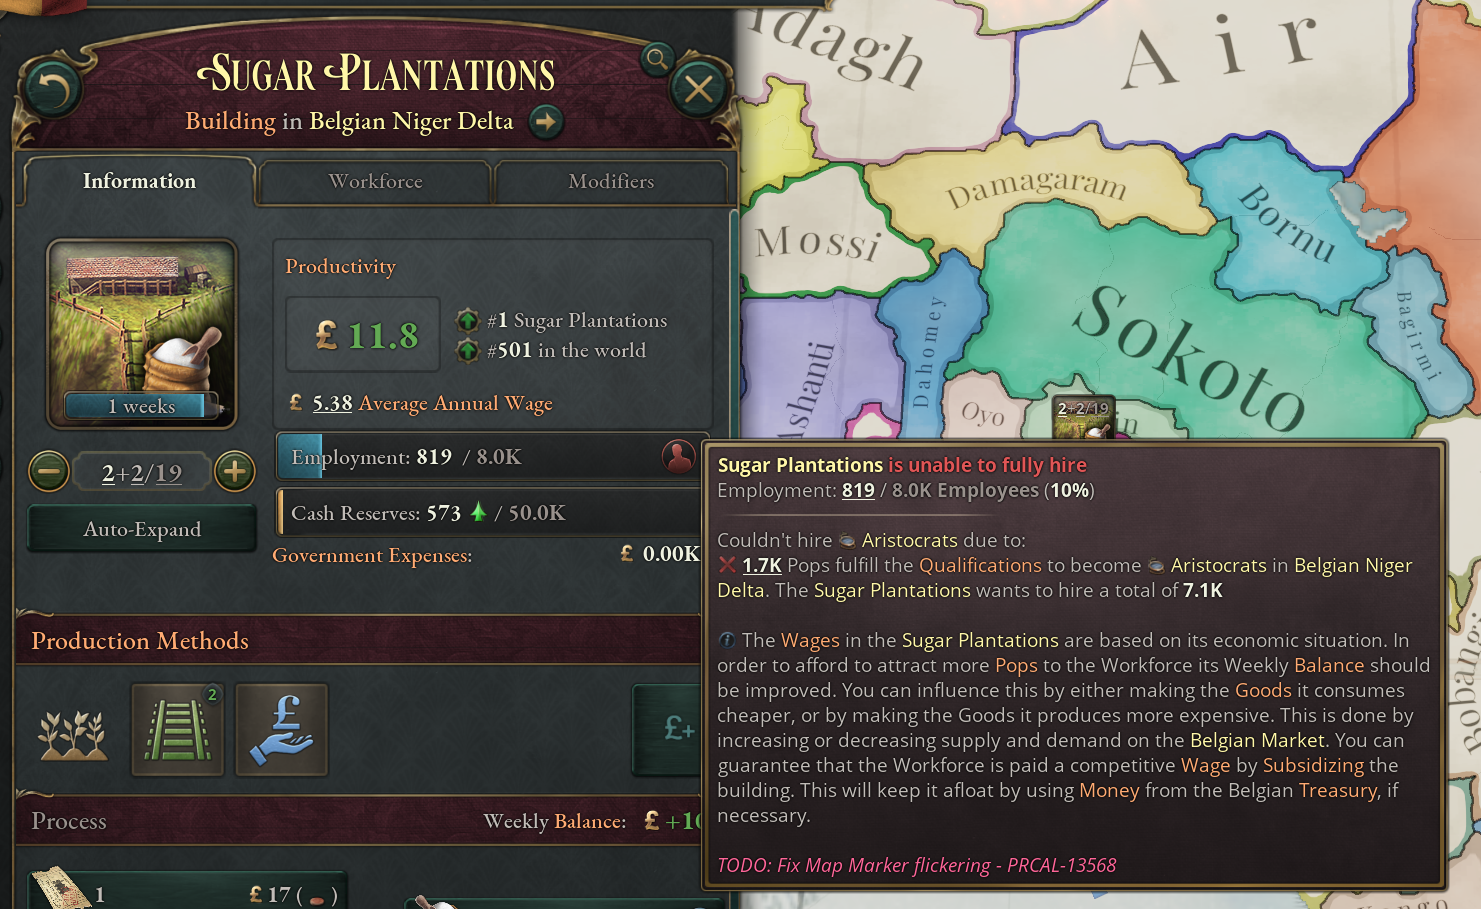 Sugar Plantations
Building in Belgian Niger Delta
Information
Workforce
Modifiers
1 weeks
2+2/19
Auto-Expand
Productivity
£ 11.8
#1 Sugar Plantations
#501 in the world
£ 5.38 Average Annual Wage
Employment: 819 / 8.0K
Cash Reserves: 573 / 50.0K
Government Expenses: £ 0.00K
Production Methods
2
£
£+
Process
Weekly Balance: £ +10
1
£ 17 ( )
Adagh
Air
Damagaram
Mossi
Bornu
Bagirmi
Sokoto
Dahomey
Ashanti
Oyo
2+2/19
Sugar Plantations is unable to fully hire
Employment: 819 / 8.0K Employees (10%)
Couldn't hire Aristocrats due to:
1.7K Pops fulfill the Qualifications to become Aristocrats in Belgian Niger
Delta. The Sugar Plantations wants to hire a total of 7.1K
The Wages in the Sugar Plantations are based on its economic situation. In
order to afford to attract more Pops to the Workforce its Weekly Balance should
be improved. You can influence this by either making the Goods it consumes
cheaper, or by making the Goods it produces more expensive. This is done by
increasing or decreasing supply and demand on the Belgian Market. You can
guarantee that the Workforce is paid a competitive Wage by Subsidizing the
building. This will keep it afloat by using Money from the Belgian Treasury, if
necessary.
TODO: Fix Map Marker flickering - PRCAL-13568